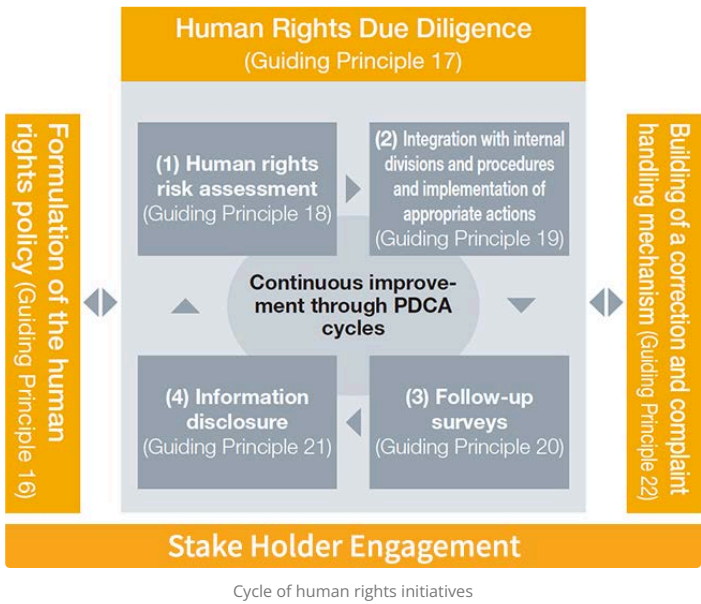 Human Rights Due Diligence
(Guiding Principle 17)
Formulation of the human
rights policy (Guiding Principle 16)
(1) Human rights
risk assessment
(Guiding Principle 18)
(2) Integration with internal
divisions and procedures
and implementation of
appropriate actions
(Guiding Principle 19)
Continuous improve-
ment through PDCA
cycles
(4) Information
disclosure
(Guiding Principle 21)
(3) Follow-up
surveys
(Guiding Principle 20)
Building of a correction and complaint
handling mechanism (Guiding Principle 22)
Stake Holder Engagement
Cycle of human rights initiatives